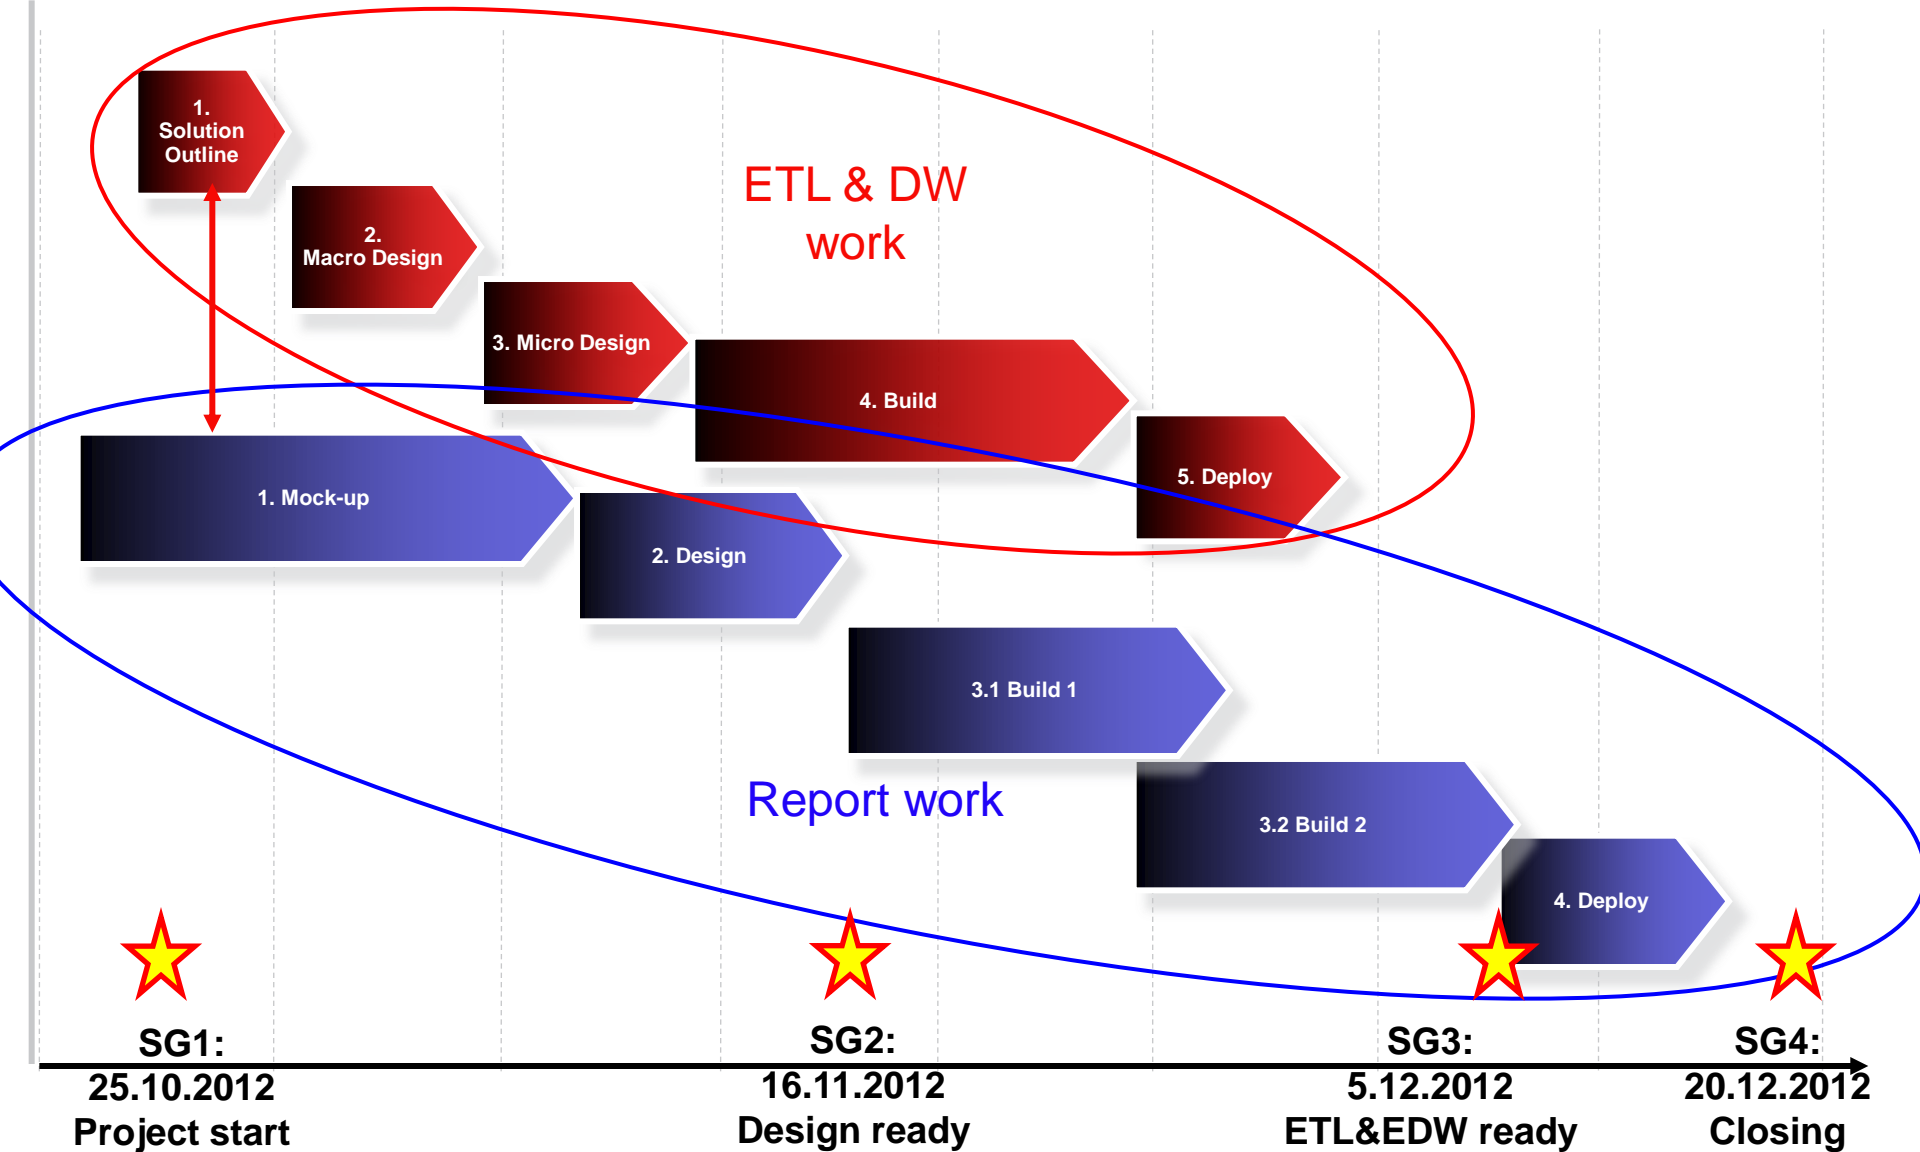 1.
Solution
Outline
2.
Macro Design
3. Micro Design
4. Build
5. Deploy
ETL & DW
work
1. Mock-up
2. Design
3.1 Build 1
3.2 Build 2
4. Deploy
Report work
SG1:
25.10.2012
Project start
SG2:
16.11.2012
Design ready
SG3:
5.12.2012
ETL&EDW ready
SG4:
20.12.2012
Closing